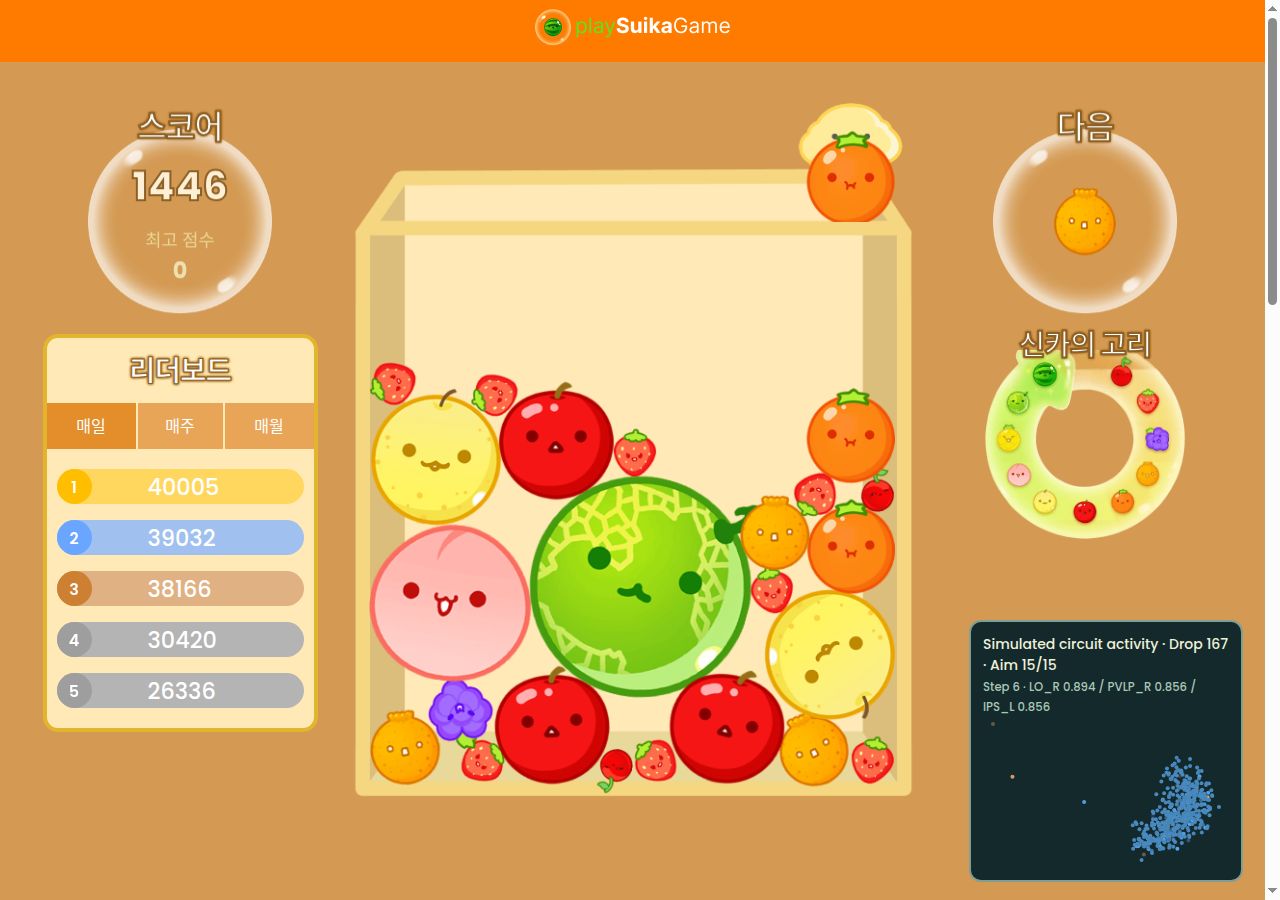 playSuikaGame
스코어
1446
최고 점수
0
다음
신카의 고리
리더보드
매일
매주
매월
1 40005
2 39032
3 38166
4 30420
5 26336
Simulated circuit activity · Drop 167
· Aim 15/15
Step 6 · LO_R 0.894 / PVLP_R 0.856 /
IPS_L 0.856